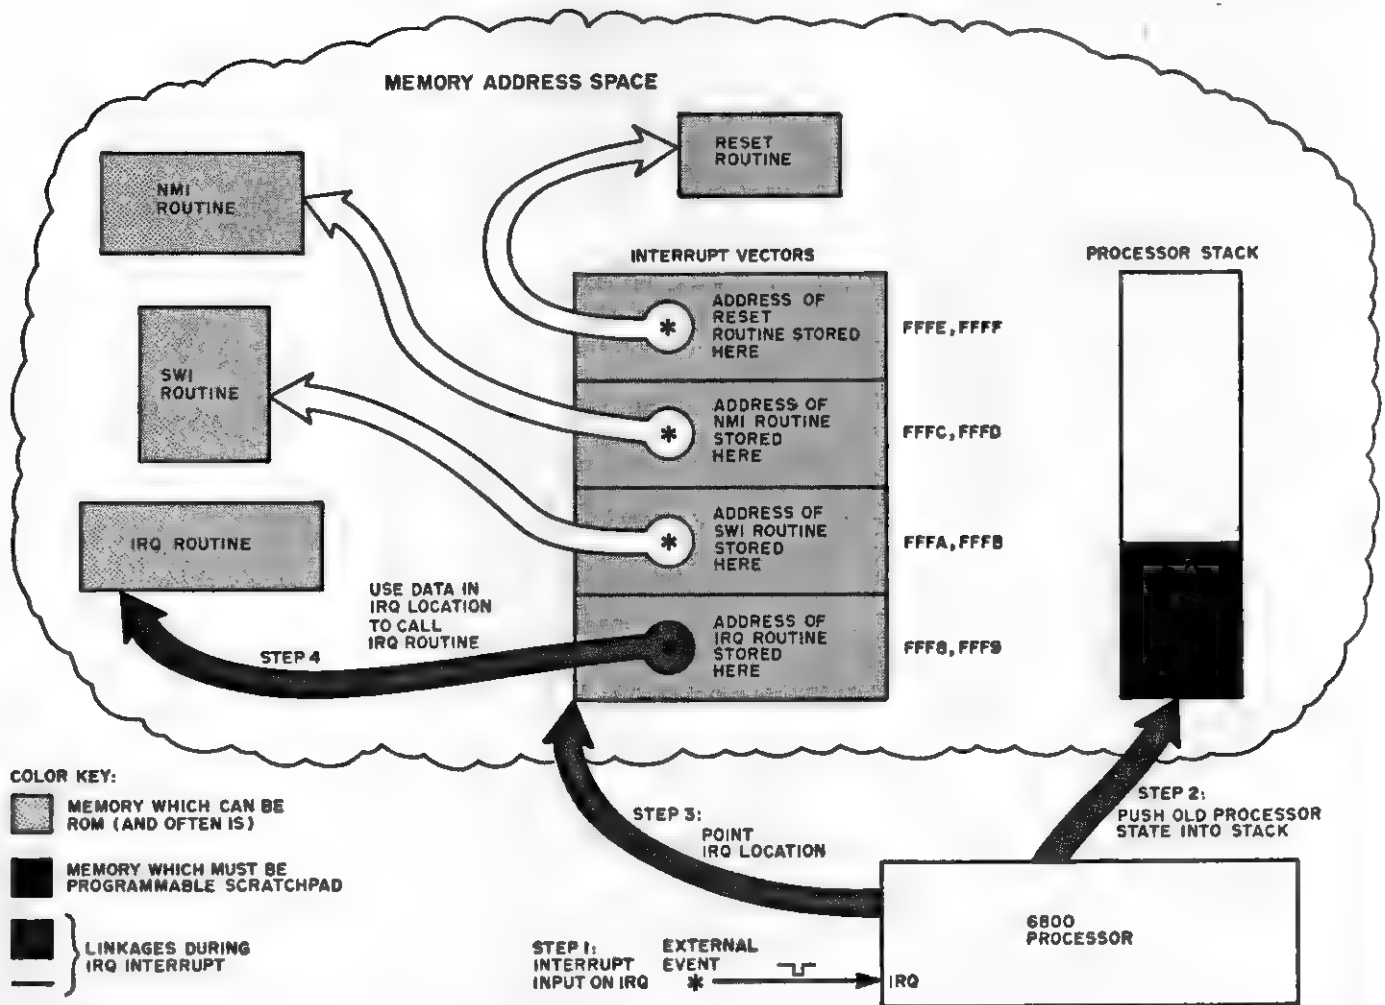 MEMORY ADDRESS SPACE
RESET
ROUTINE
NMI
ROUTINE
INTERRUPT VECTORS
PROCESSOR STACK
ADDRESS OF
RESET
ROUTINE STORED
HERE
FFFE, FFFF
SWI
ROUTINE
ADDRESS OF
NMI ROUTINE
STORED
HERE
FFFC, FFFD
IRQ ROUTINE
ADDRESS OF
SWI ROUTINE
STORED
HERE
FFFA, FFFB
USE DATA IN
IRQ LOCATION
TO CALL
IRQ ROUTINE
STEP 4
ADDRESS OF
IRQ ROUTINE
STORED
HERE
FFF8, FFF9
COLOR KEY:
MEMORY WHICH CAN BE
ROM (AND OFTEN IS)
MEMORY WHICH MUST BE
PROGRAMMABLE SCRATCHPAD
LINKAGES DURING
IRQ INTERRUPT
STEP 3:
POINT
IRQ LOCATION
STEP 2:
PUSH OLD PROCESSOR
STATE INTO STACK
STEP 1:
INTERRUPT
INPUT ON IRQ
EXTERNAL
EVENT
*
IRQ
6800
PROCESSOR